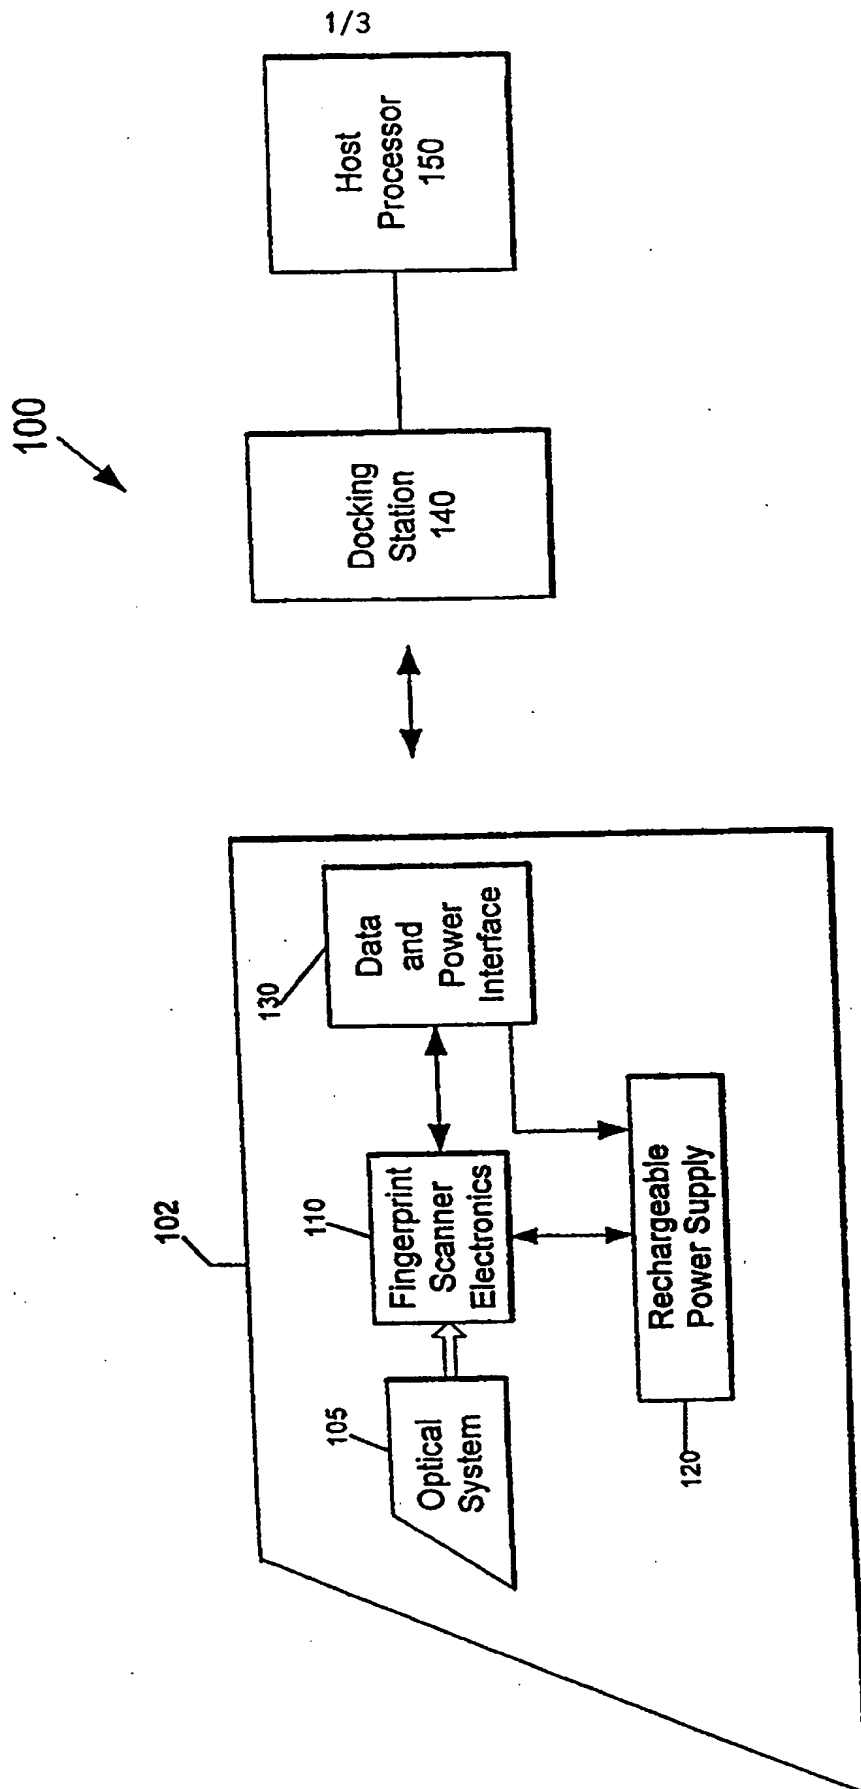 1/3
100
102
105
Optical
System
110
Fingerprint
Scanner
Electronics
130
Data
and
Power
Interface
120
Rechargeable
Power Supply
Docking
Station
140
Host
Processor
150